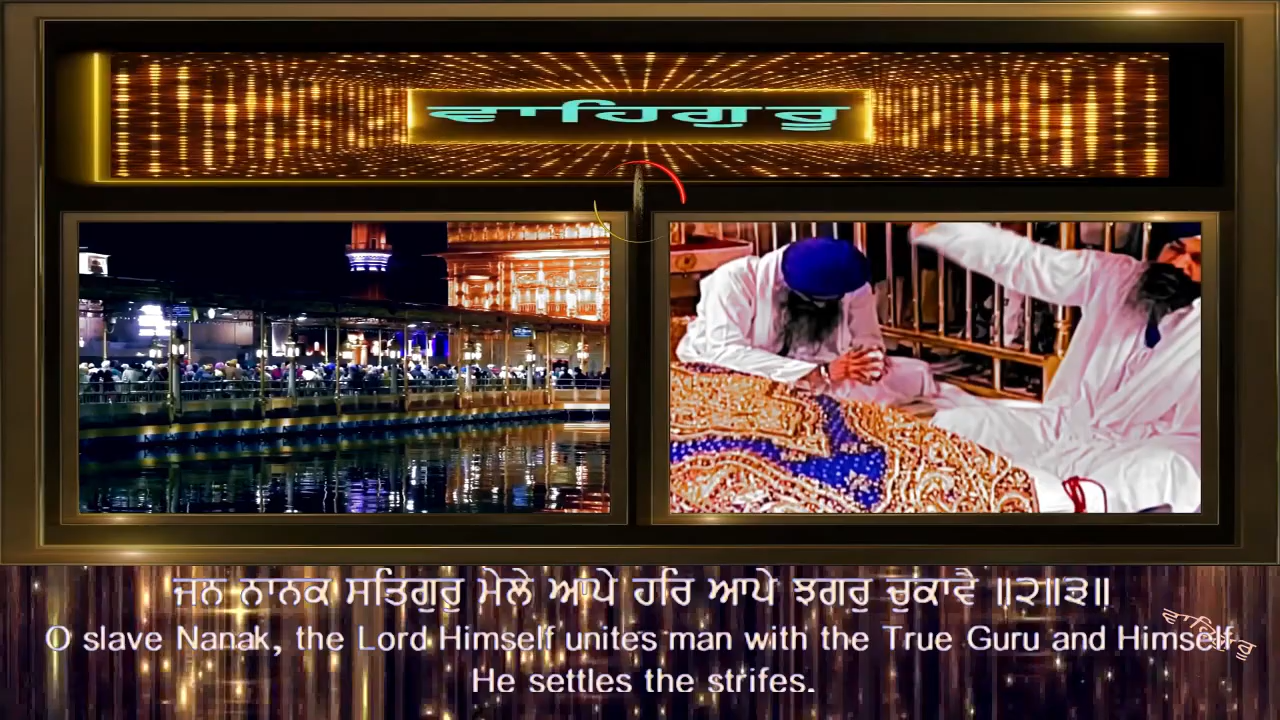 ਵਾਹਿਗੁਰੂ
ਜਨ ਨਾਨਕ ਸਤਿਗੁਰੁ ਮੇਲੇ ਆਪੇ ਹਰਿ ਆਪੇ ਝਗਰੁ ਚੁਕਾਵੈ ॥੨॥੩॥
O slave Nanak, the Lord Himself unites man with the True Guru and Himself
He settles the strifes.
ਵਾਹਿਗੁਰੂ॥